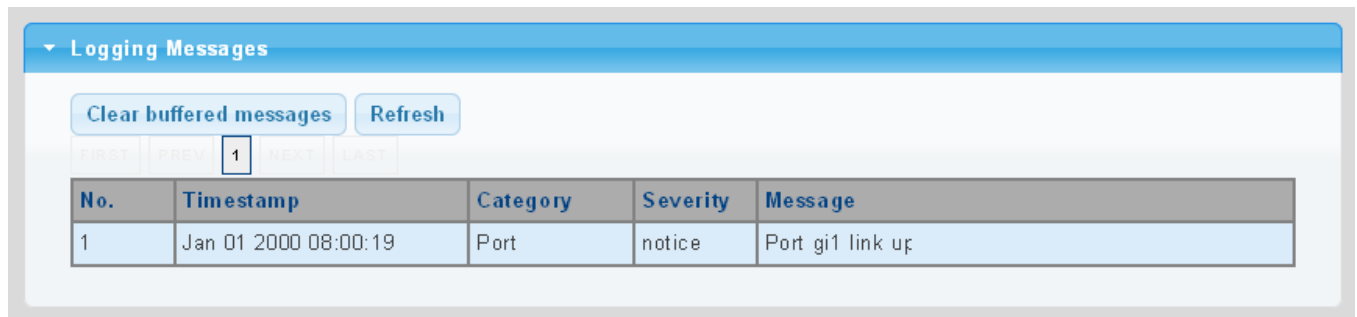 Logging Messages
Clear buffered messages Refresh
FIRST PREV 1 NEXT LAST
No. Timestamp Category Severity Message
1 Jan 01 2000 08:00:19 Port notice Port gi1 link up